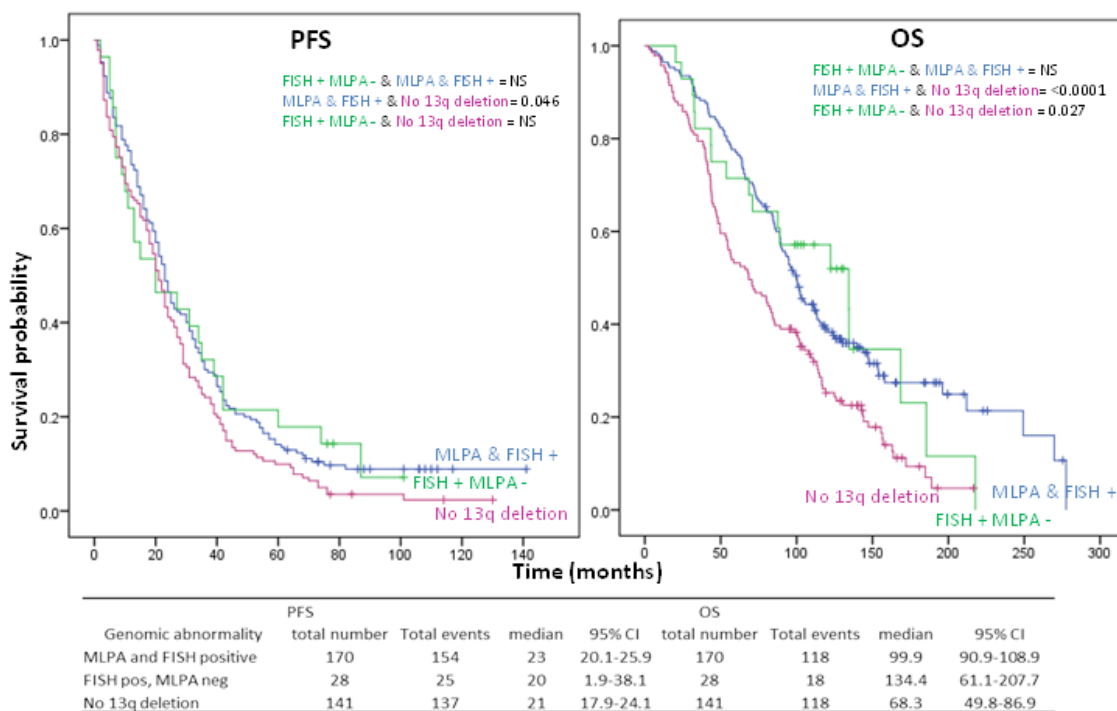 PFS
FISH + MLPA - & MLPA & FISH + = NS
MLPA & FISH + & No 13q deletion = 0.046
FISH + MLPA - & No 13q deletion = NS
1.0
0.8
0.6
0.4
0.2
0.0
Survival probability
MLPA & FISH +
FISH + MLPA -
No 13q deletion
0 20 40 60 80 100 120 140
OS
FISH + MLPA - & MLPA & FISH + = NS
MLPA & FISH + & No 13q deletion= <0.0001
FISH + MLPA - & No 13q deletion = 0.027
1.0
0.8
0.6
0.4
0.2
0.0
No 13q deletion
MLPA & FISH +
FISH + MLPA -
0 50 100 150 200 250 300
Time (months)
PFS OS
Genomic abnormality total number Total events median 95% CI total number Total events median 95% CI
MLPA and FISH positive 170 154 23 20.1-25.9 170 118 99.9 90.9-108.9
FISH pos, MLPA neg 28 25 20 1.9-38.1 28 18 134.4 61.1-207.7
No 13q deletion 141 137 21 17.9-24.1 141 118 68.3 49.8-86.9